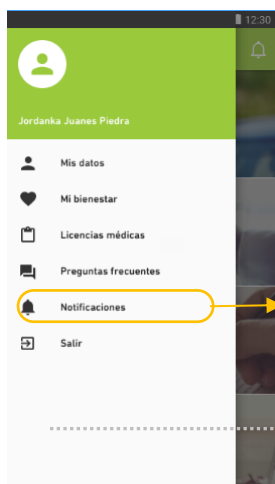 12:30
Jordanka Juanes Piedra
Mis datos
Mi bienestar
Licencias médicas
Preguntas frecuentes
Notificaciones
Salir